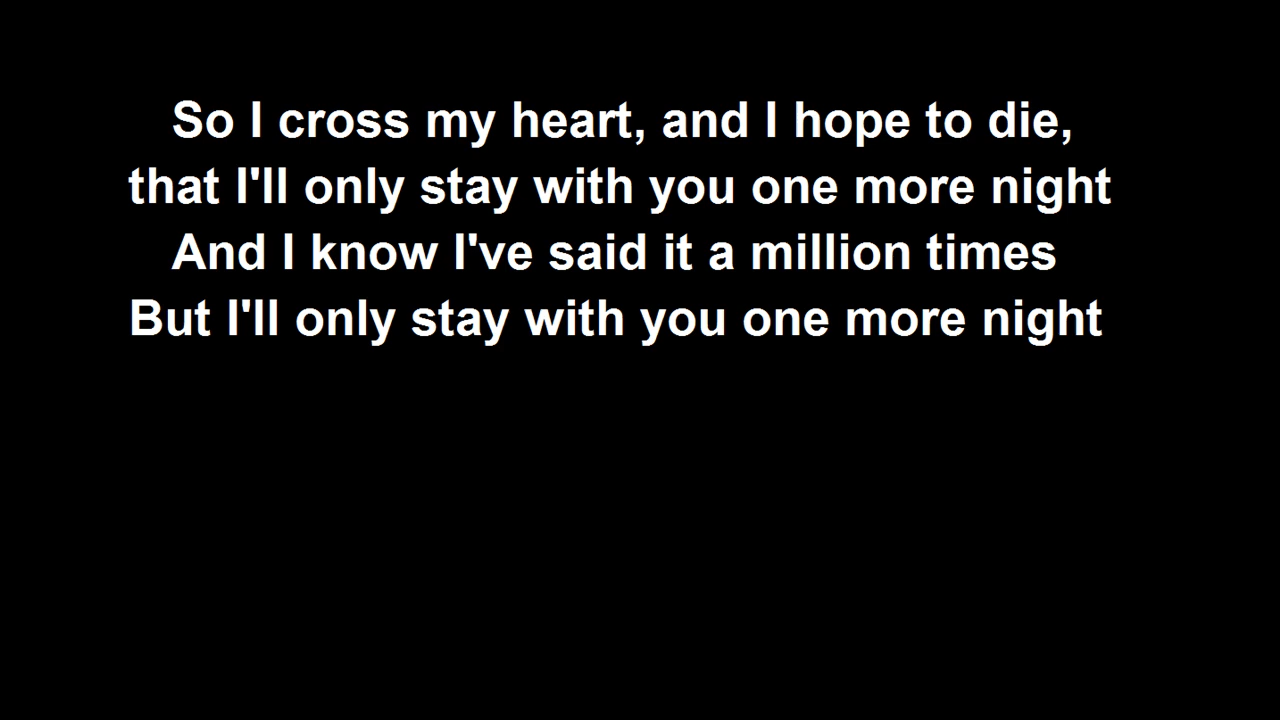 So I cross my heart, and I hope to die,
that I'll only stay with you one more night
And I know I've said it a million times
But I'll only stay with you one more night